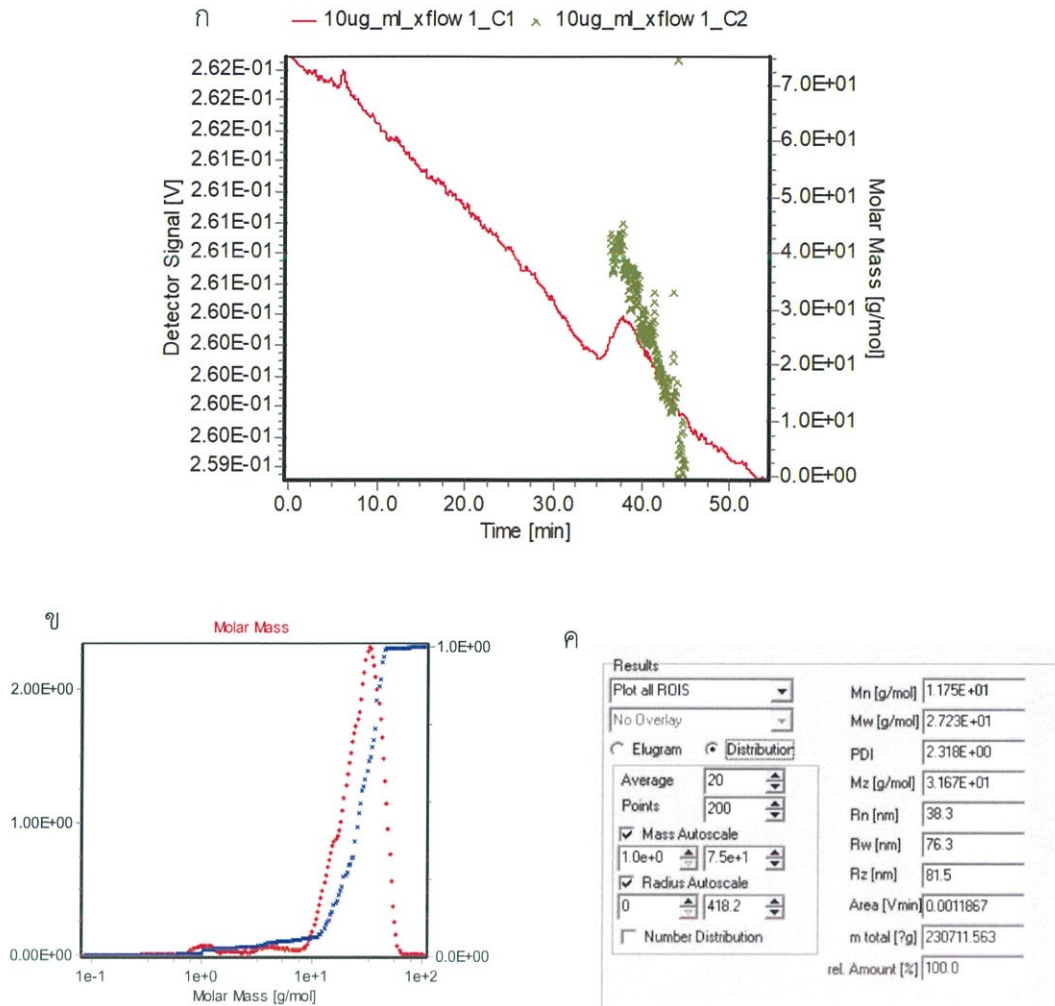 ก
10ug_ml_xflow 1_C1 10ug_ml_xflow 1_C2
2.62E-01
2.62E-01
2.62E-01
2.61E-01
2.61E-01
2.61E-01
2.61E-01
2.61E-01
2.60E-01
2.60E-01
2.60E-01
2.60E-01
2.60E-01
2.59E-01
Detector Signal [V]
7.0E+01
6.0E+01
5.0E+01
4.0E+01
3.0E+01
2.0E+01
1.0E+01
0.0E+00
Molar Mass [g/mol]
0.0 10.0 20.0 30.0 40.0 50.0
Time [min]
ข
Molar Mass
2.00E+00
1.00E+00
0.00E+00
1.0E+00
0.0E+00
1e-1 1e+0 1e+1 1e+2
Molar Mass [g/mol]
ค
Results
Plot all ROIS
No Overlay
Elugram Distribution
Average 20
Points 200
Mass Autoscale
1.0e+0 7.5e+1
Radius Autoscale
0 418.2
Number Distribution
Mn [g/mol] 1.175E+01
Mw [g/mol] 2.723E+01
PDI 2.318E+00
Mz [g/mol] 3.167E+01
Rn [nm] 38.3
Rw [nm] 76.3
Rz [nm] 81.5
Area [Vmin] 0.0011867
m total [?g] 230711.563
rel. Amount [%] 100.0